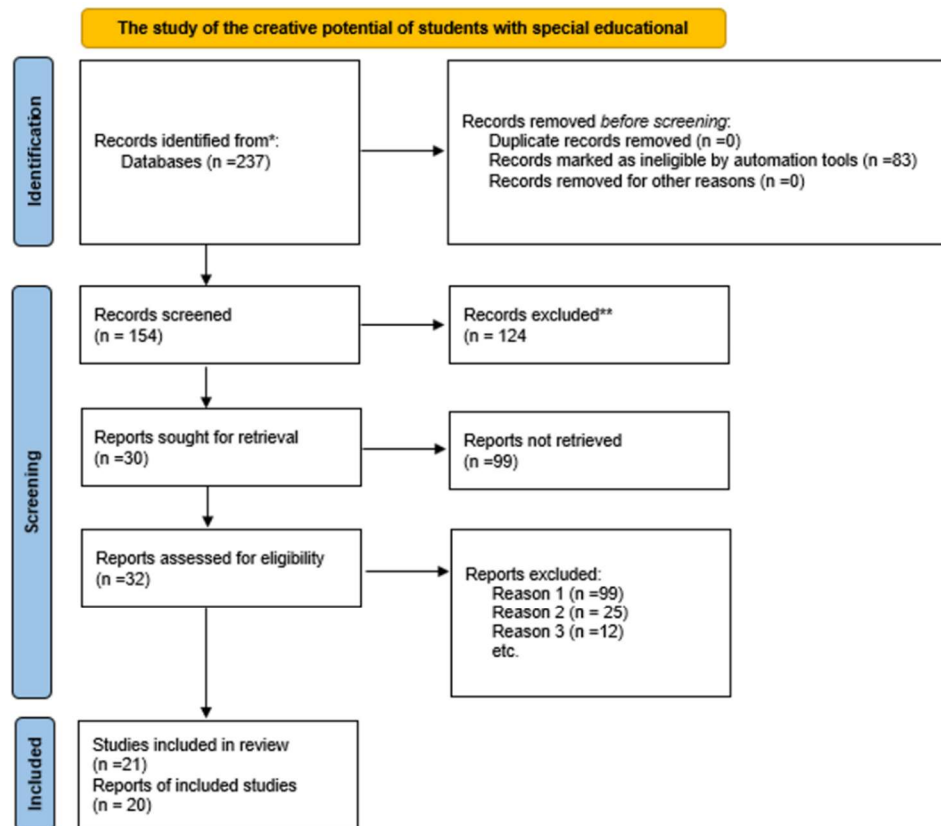 The study of the creative potential of students with special educational
Identification
Records identified from*:
Databases (n =237)
Records removed before screening:
Duplicate records removed (n =0)
Records marked as ineligible by automation tools (n =83)
Records removed for other reasons (n =0)
Screening
Records screened
(n = 154)
Records excluded**
(n = 124
Reports sought for retrieval
(n =30)
Reports not retrieved
(n =99)
Reports assessed for eligibility
(n =32)
Reports excluded:
Reason 1 (n =99)
Reason 2 (n = 25)
Reason 3 (n =12)
etc.
Included
Studies included in review
(n =21)
Reports of included studies
(n = 20)